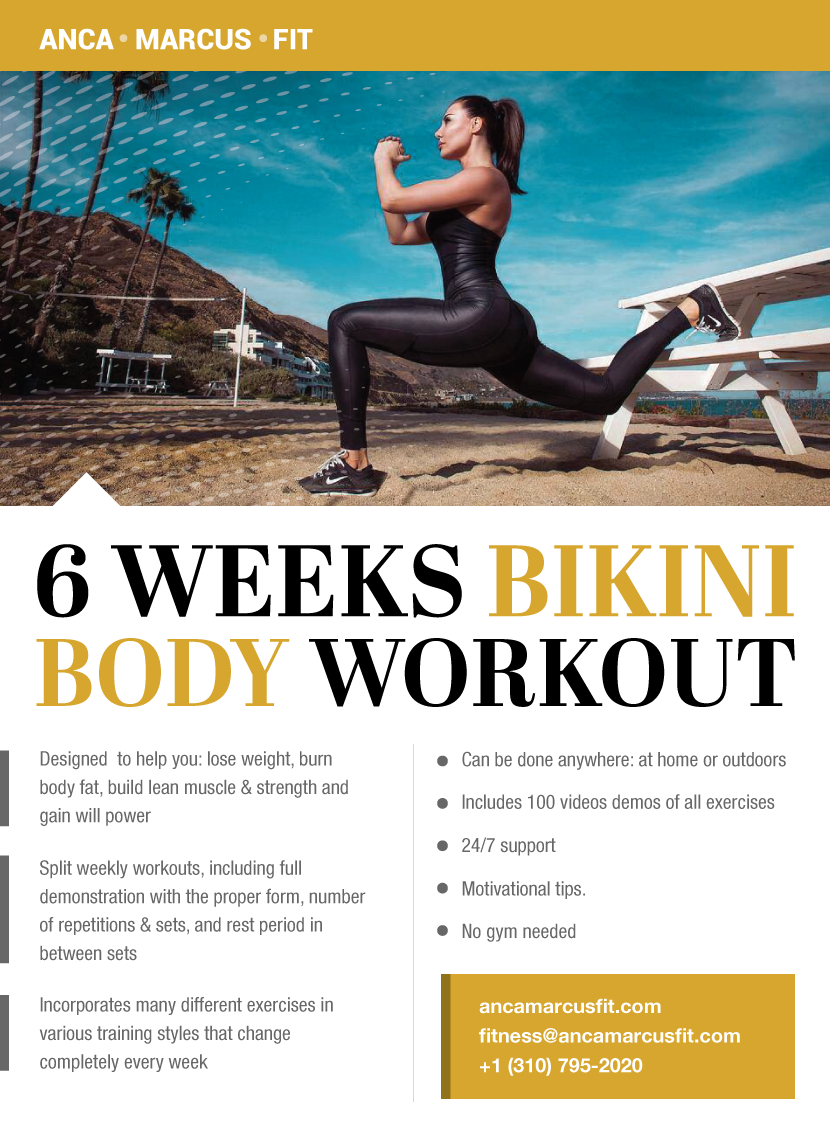 ANCA • MARCUS • FIT
6 WEEKS BIKINI
BODY WORKOUT
Designed to help you: lose weight, burn
body fat, build lean muscle & strength and
gain will power
Split weekly workouts, including full
demonstration with the proper form, number
of repetitions & sets, and rest period in
between sets
Incorporates many different exercises in
various training styles that change
completely every week
• Can be done anywhere: at home or outdoors
• Includes 100 videos demos of all exercises
• 24/7 support
• Motivational tips.
• No gym needed
ancamarcusfit.com
fitness@ancamarcusfit.com
+1 (310) 795-2020